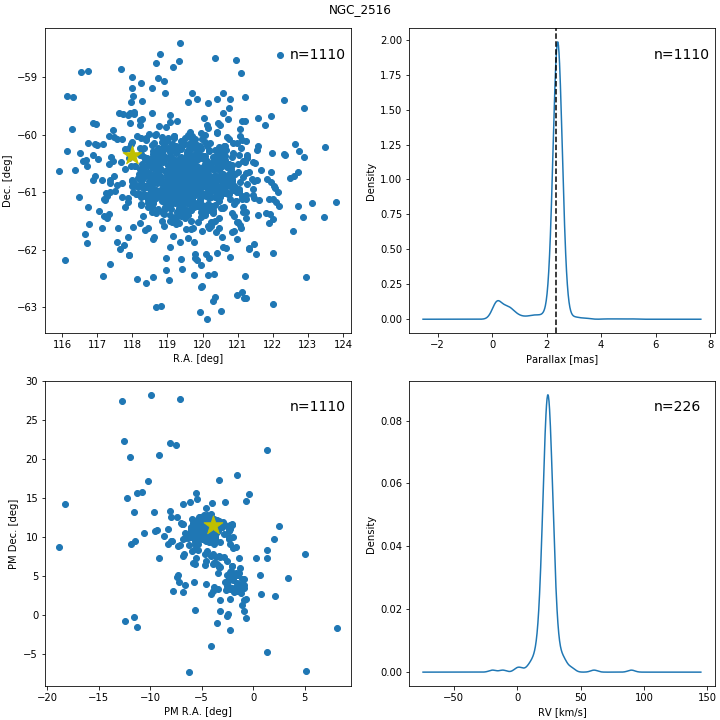 NGC_2516
n=1110
−59
−60
−61
−62
−63
Dec. [deg]
116 117 118 119 120 121 122 123 124
R.A. [deg]
n=1110
2.00
1.75
1.50
1.25
1.00
0.75
0.50
0.25
0.00
Density
−2 0 2 4 6 8
Parallax [mas]
n=1110
30
25
20
15
10
5
0
−5
PM Dec. [deg]
−20 −15 −10 −5 0 5
PM R.A. [deg]
n=226
0.08
0.06
0.04
0.02
0.00
Density
−50 0 50 100 150
RV [km/s]